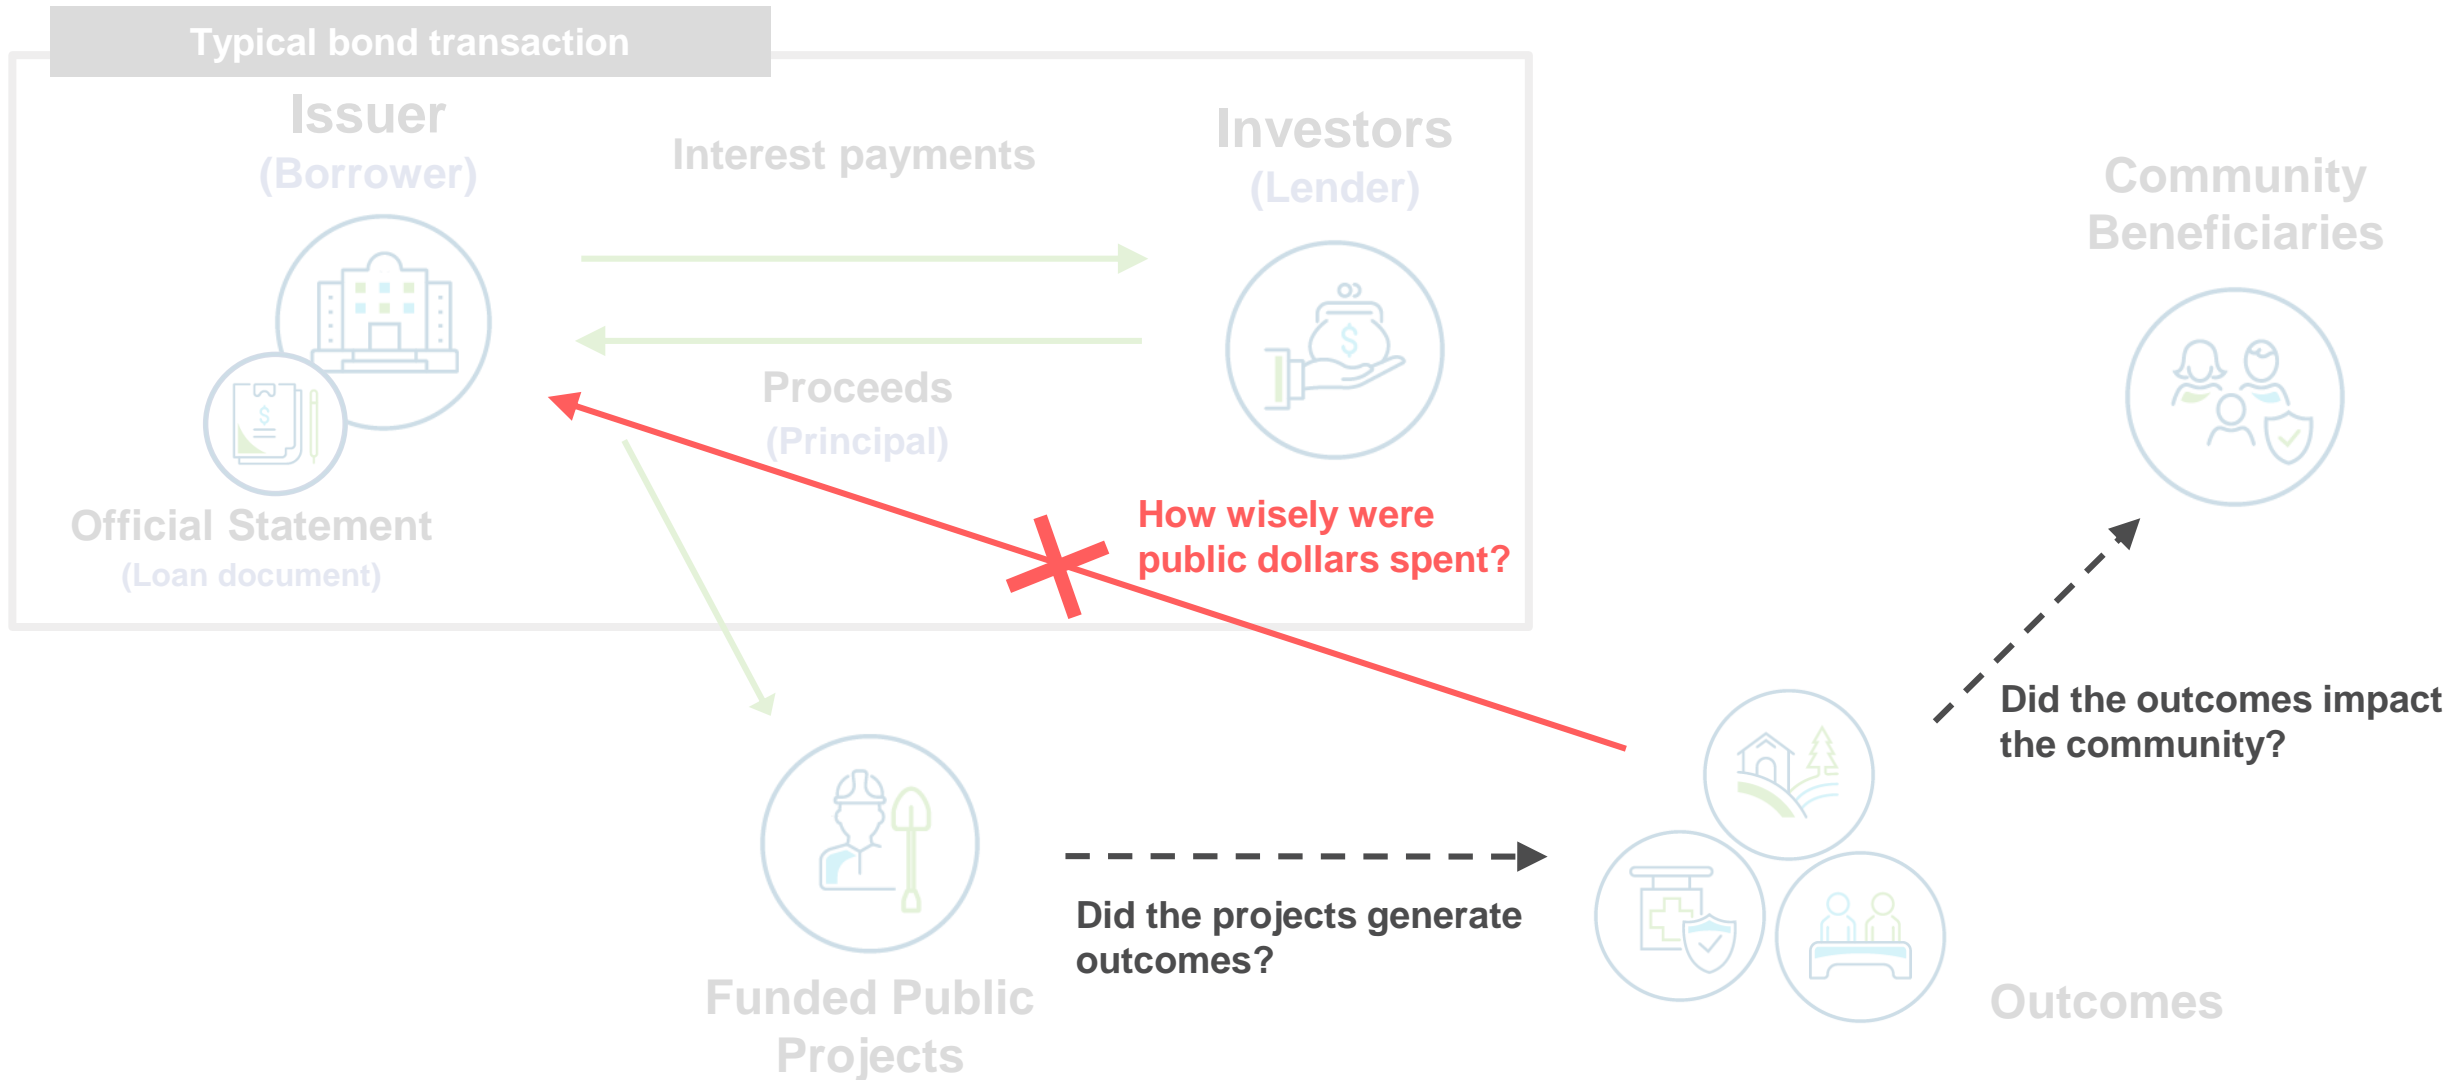 Typical bond transaction
Issuer
(Borrower)
Interest payments
Investors
(Lender)
Community
Beneficiaries
$
Proceeds
(Principal)
$
Official Statement
(Loan document)
How wisely were
public dollars spent?
Did the outcomes impact
the community?
Did the projects generate
outcomes?
Funded Public
Projects
Outcomes